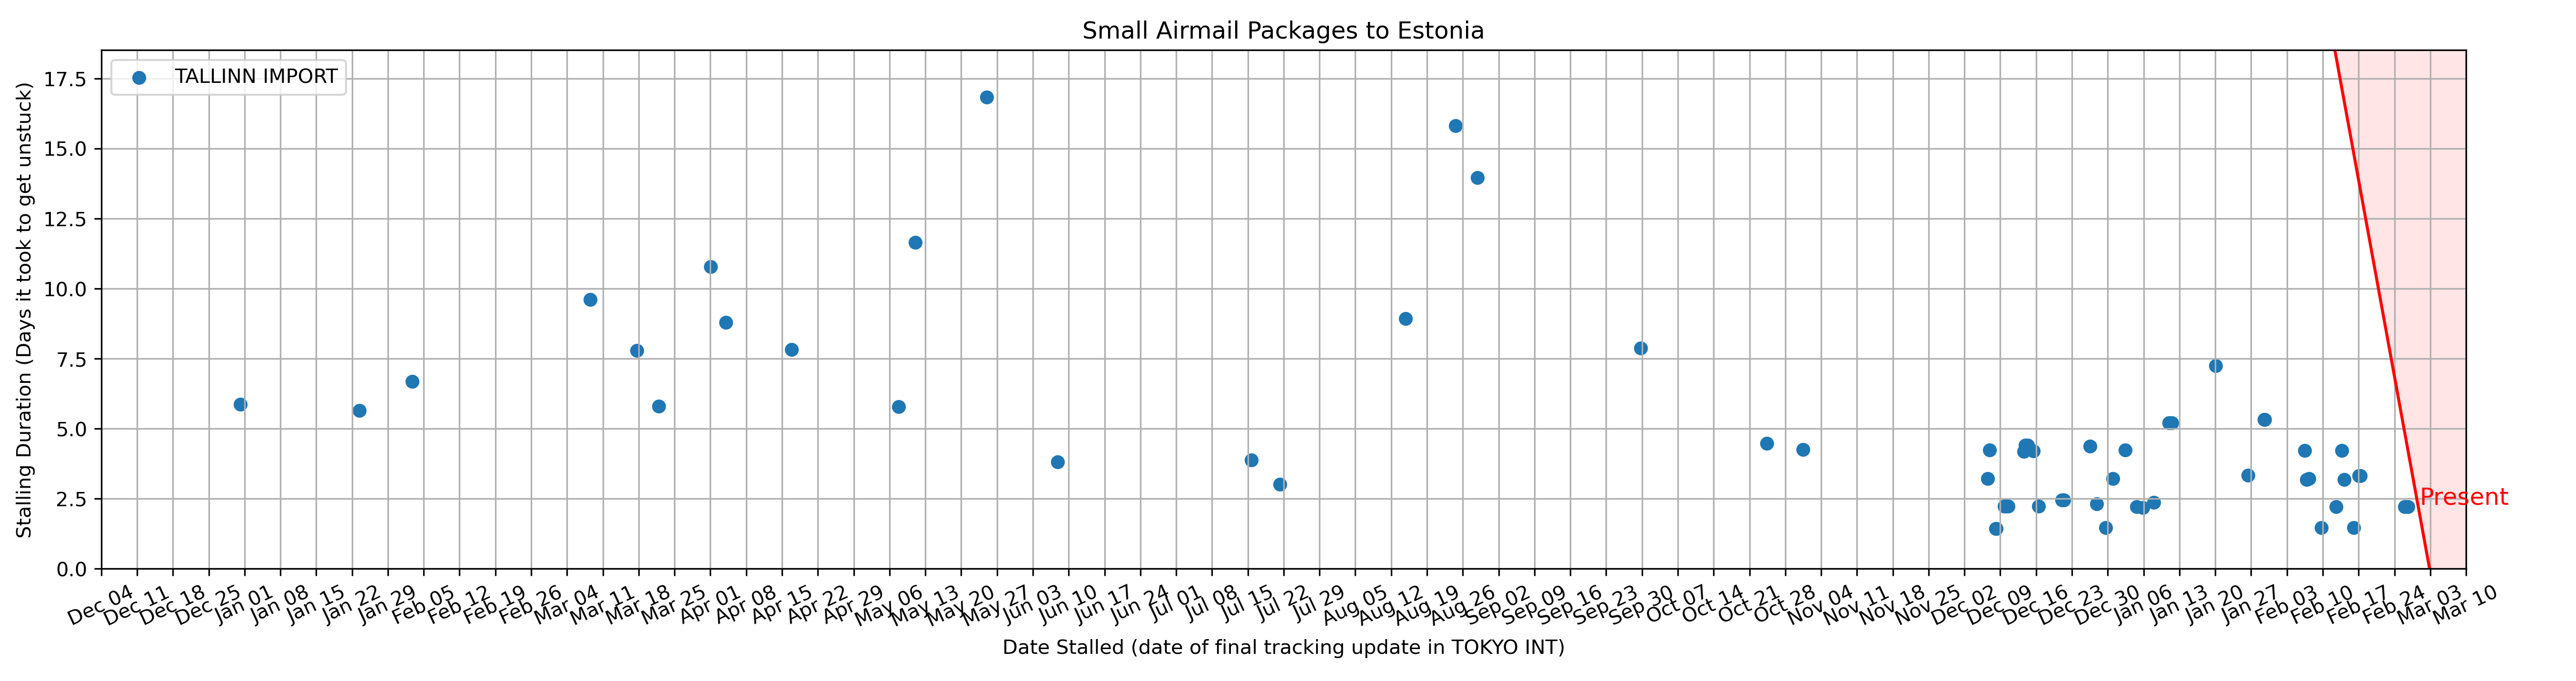 Small Airmail Packages to Estonia
TALLINN IMPORT
Stalling Duration (Days it took to get unstuck)
17.5
15.0
12.5
10.0
7.5
5.0
2.5
0.0
Present
Dec 04
Dec 11
Dec 18
Dec 25
Jan 01
Jan 08
Jan 15
Jan 22
Jan 29
Feb 05
Feb 12
Feb 19
Feb 26
Mar 04
Mar 11
Mar 18
Mar 25
Apr 01
Apr 08
Apr 15
Apr 22
Apr 29
May 06
May 13
May 20
May 27
Jun 03
Jun 10
Jun 17
Jun 24
Jul 01
Jul 08
Jul 15
Jul 22
Jul 29
Aug 05
Aug 12
Aug 19
Aug 26
Sep 02
Sep 09
Sep 16
Sep 23
Sep 30
Oct 07
Oct 14
Oct 21
Oct 28
Nov 04
Nov 11
Nov 18
Nov 25
Dec 02
Dec 09
Dec 16
Dec 23
Dec 30
Jan 06
Jan 13
Jan 20
Jan 27
Feb 03
Feb 10
Feb 17
Feb 24
Mar 03
Mar 10
Date Stalled (date of final tracking update in TOKYO INT)